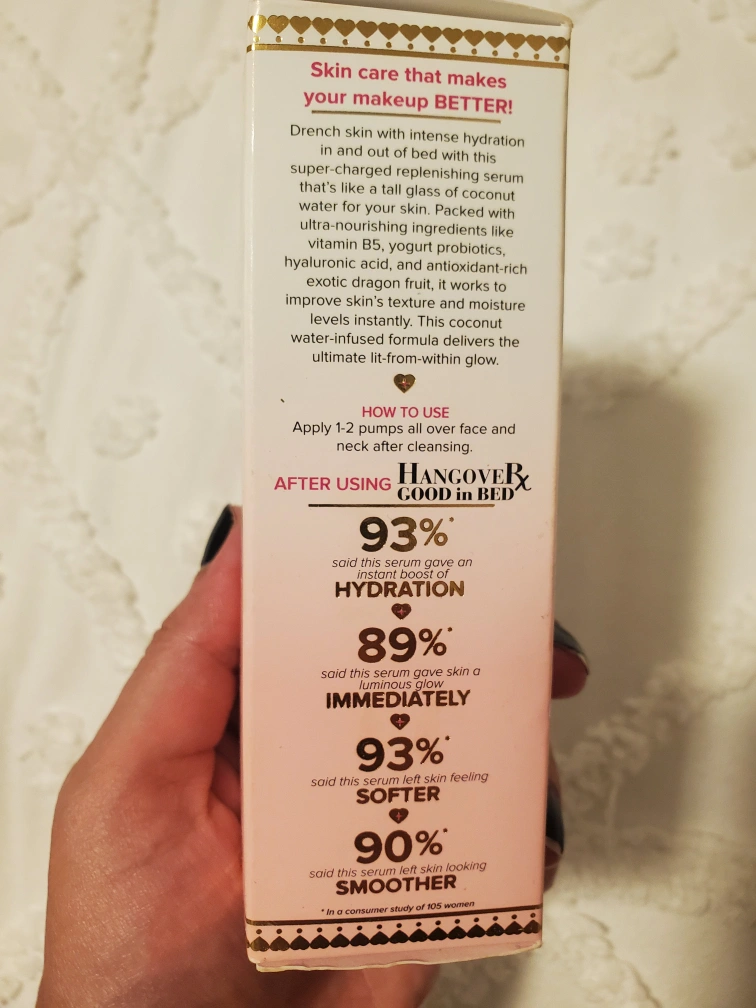 Skin care that makes
your makeup BETTER!
Drench skin with intense hydration
in and out of bed with this
super-charged replenishing serum
that's like a tall glass of coconut
water for your skin. Packed with
ultra-nourishing ingredients like
vitamin B5, yogurt probiotics,
hyaluronic acid, and antioxidant-rich
exotic dragon fruit, it works to
improve skin's texture and moisture
levels instantly. This coconut
water-infused formula delivers the
ultimate lit-from-within glow.
HOW TO USE
Apply 1-2 pumps all over face and
neck after cleansing.
AFTER USING HANGOVERx
GOOD in BED
93%*
said this serum gave an
instant boost of
HYDRATION
89%*
said this serum gave skin a
luminous glow
IMMEDIATELY
93%*
said this serum left skin feeling
SOFTER
90%*
said this serum left skin looking
SMOOTHER
* In a consumer study of 105 women